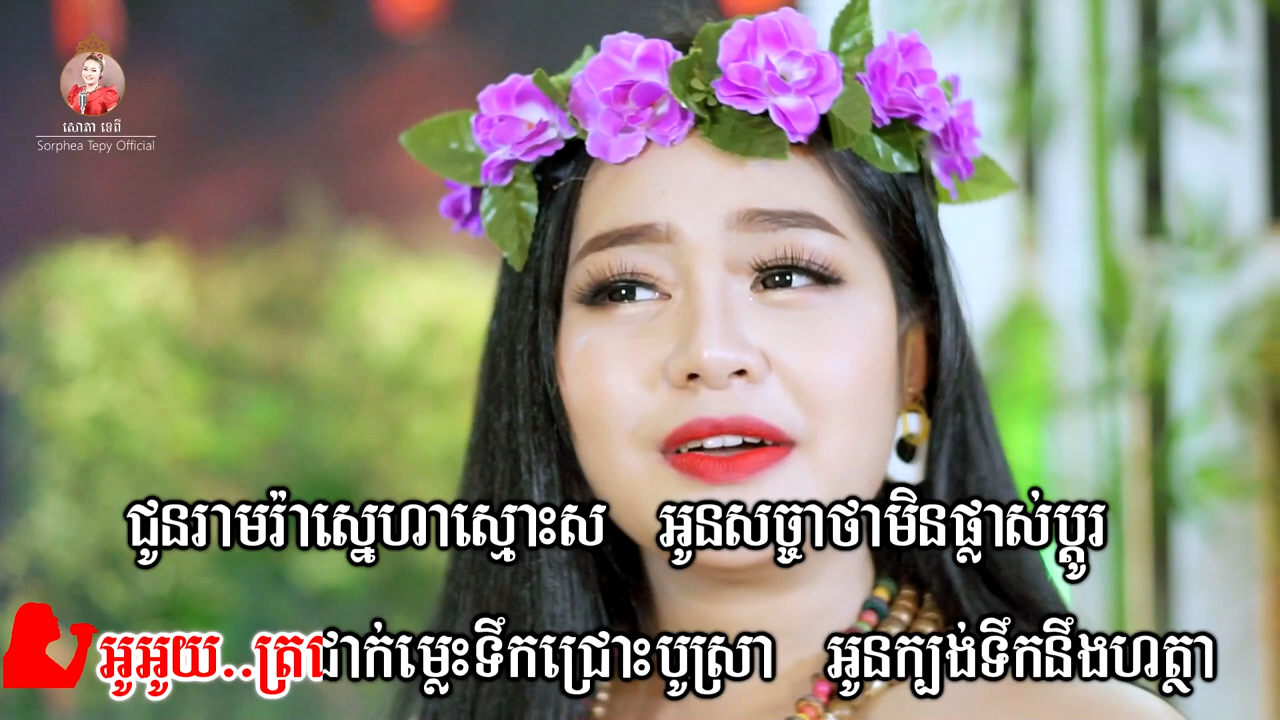 សោភា ទេពី
Sorphea Tepy Official
ជូនរាមរ៉ាស្នេហាស្មោះស អូនសច្ចាថាមិនផ្លាស់ប្ដូរ
អូអូយ..ត្រជាក់ម្លេះទឹកជ្រោះបូស្រា អូនក្បង់ទឹកនឹងហត្ថា